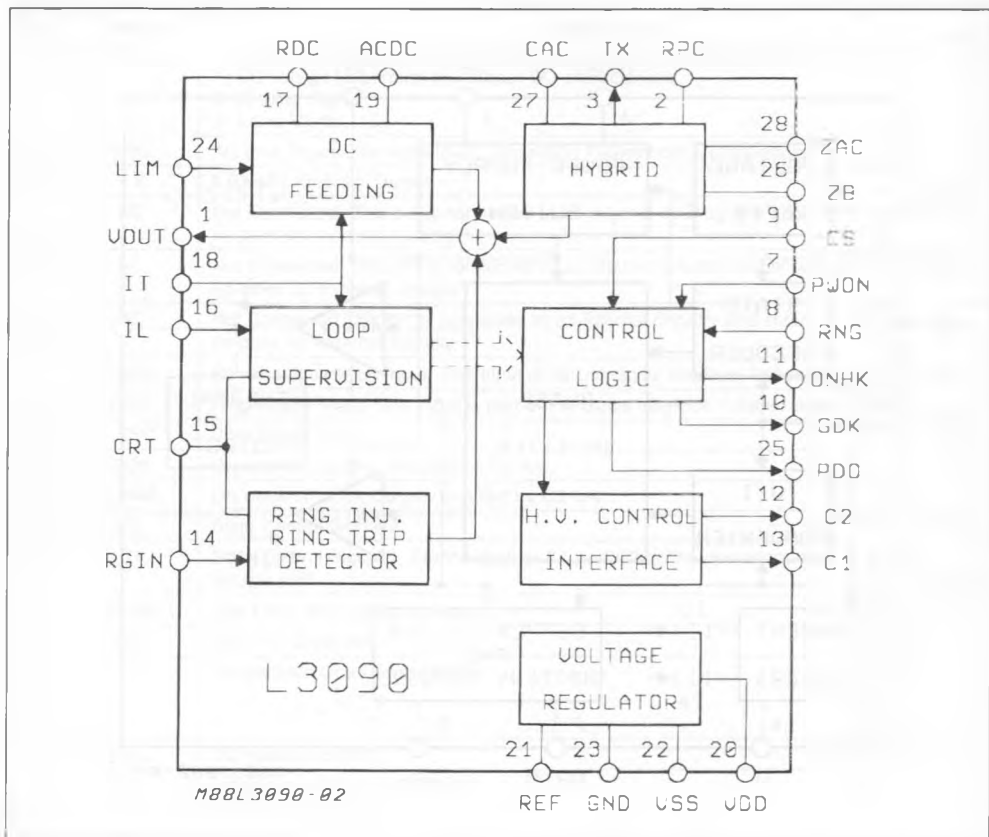 RDC ACDC CAC TX RPC
17 19 27 3 2
LIM 24 DC FEEDING HYBRID 28 ZAC
26 ZB
VOUT 1 + 9 CS
IT 18 7 PWON
IL 16 LOOP SUPERVISION CONTROL LOGIC 8 RNG
11 ONHK
10 GDK
CRT 15 25 PDO
RING INJ. RING TRIP DETECTOR H.V. CONTROL INTERFACE 12 C2
RGIN 14 13 C1
L3090 VOLTAGE REGULATOR
21 23 22 20
REF GND VSS VDD
M88L3090-02